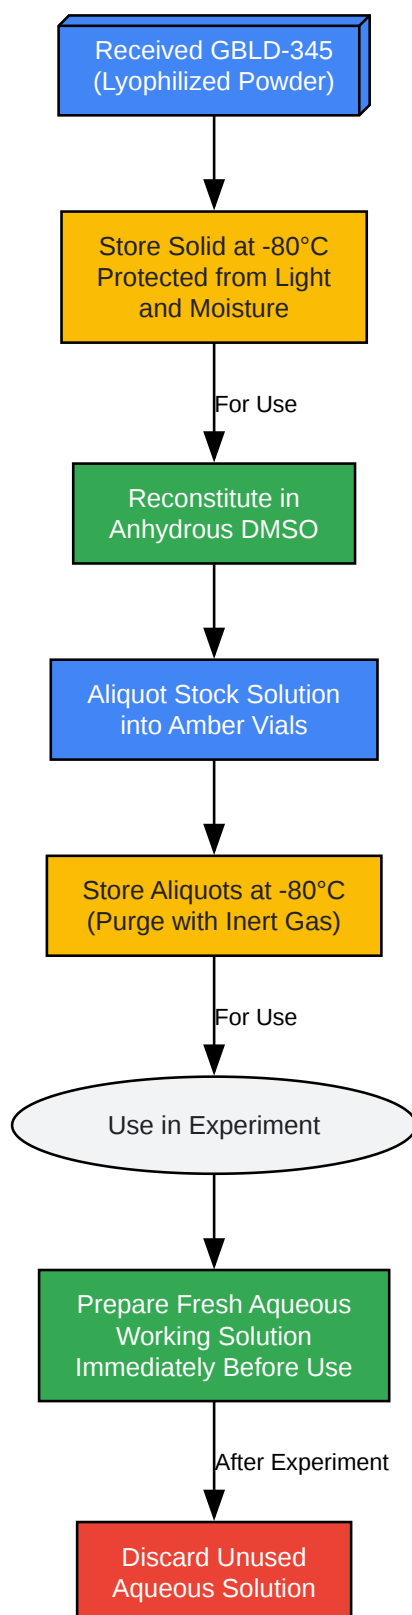 Received GBLD-345
(Lyophilized Powder)
Store Solid at -80°C
Protected from Light
and Moisture
For Use
Reconstitute in
Anhydrous DMSO
Aliquot Stock Solution
into Amber Vials
Store Aliquots at -80°C
(Purge with Inert Gas)
For Use
Use in Experiment
Prepare Fresh Aqueous
Working Solution
Immediately Before Use
After Experiment
Discard Unused
Aqueous Solution